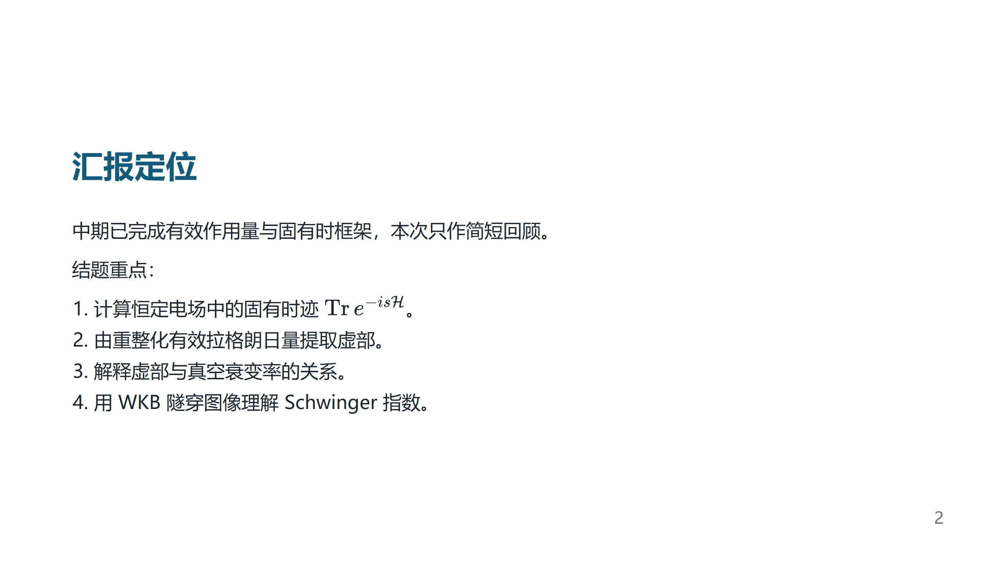 汇报定位
中期已完成有效作用量与固有时框架，本次只作简短回顾。
结题重点：
1. 计算恒定电场中的固有时迹 $\mathrm{Tr}\, e^{-is\mathcal{H}}$。
2. 由重整化有效拉格朗日量提取虚部。
3. 解释虚部与真空衰变率的关系。
4. 用 WKB 隧穿图像理解 Schwinger 指数。
2